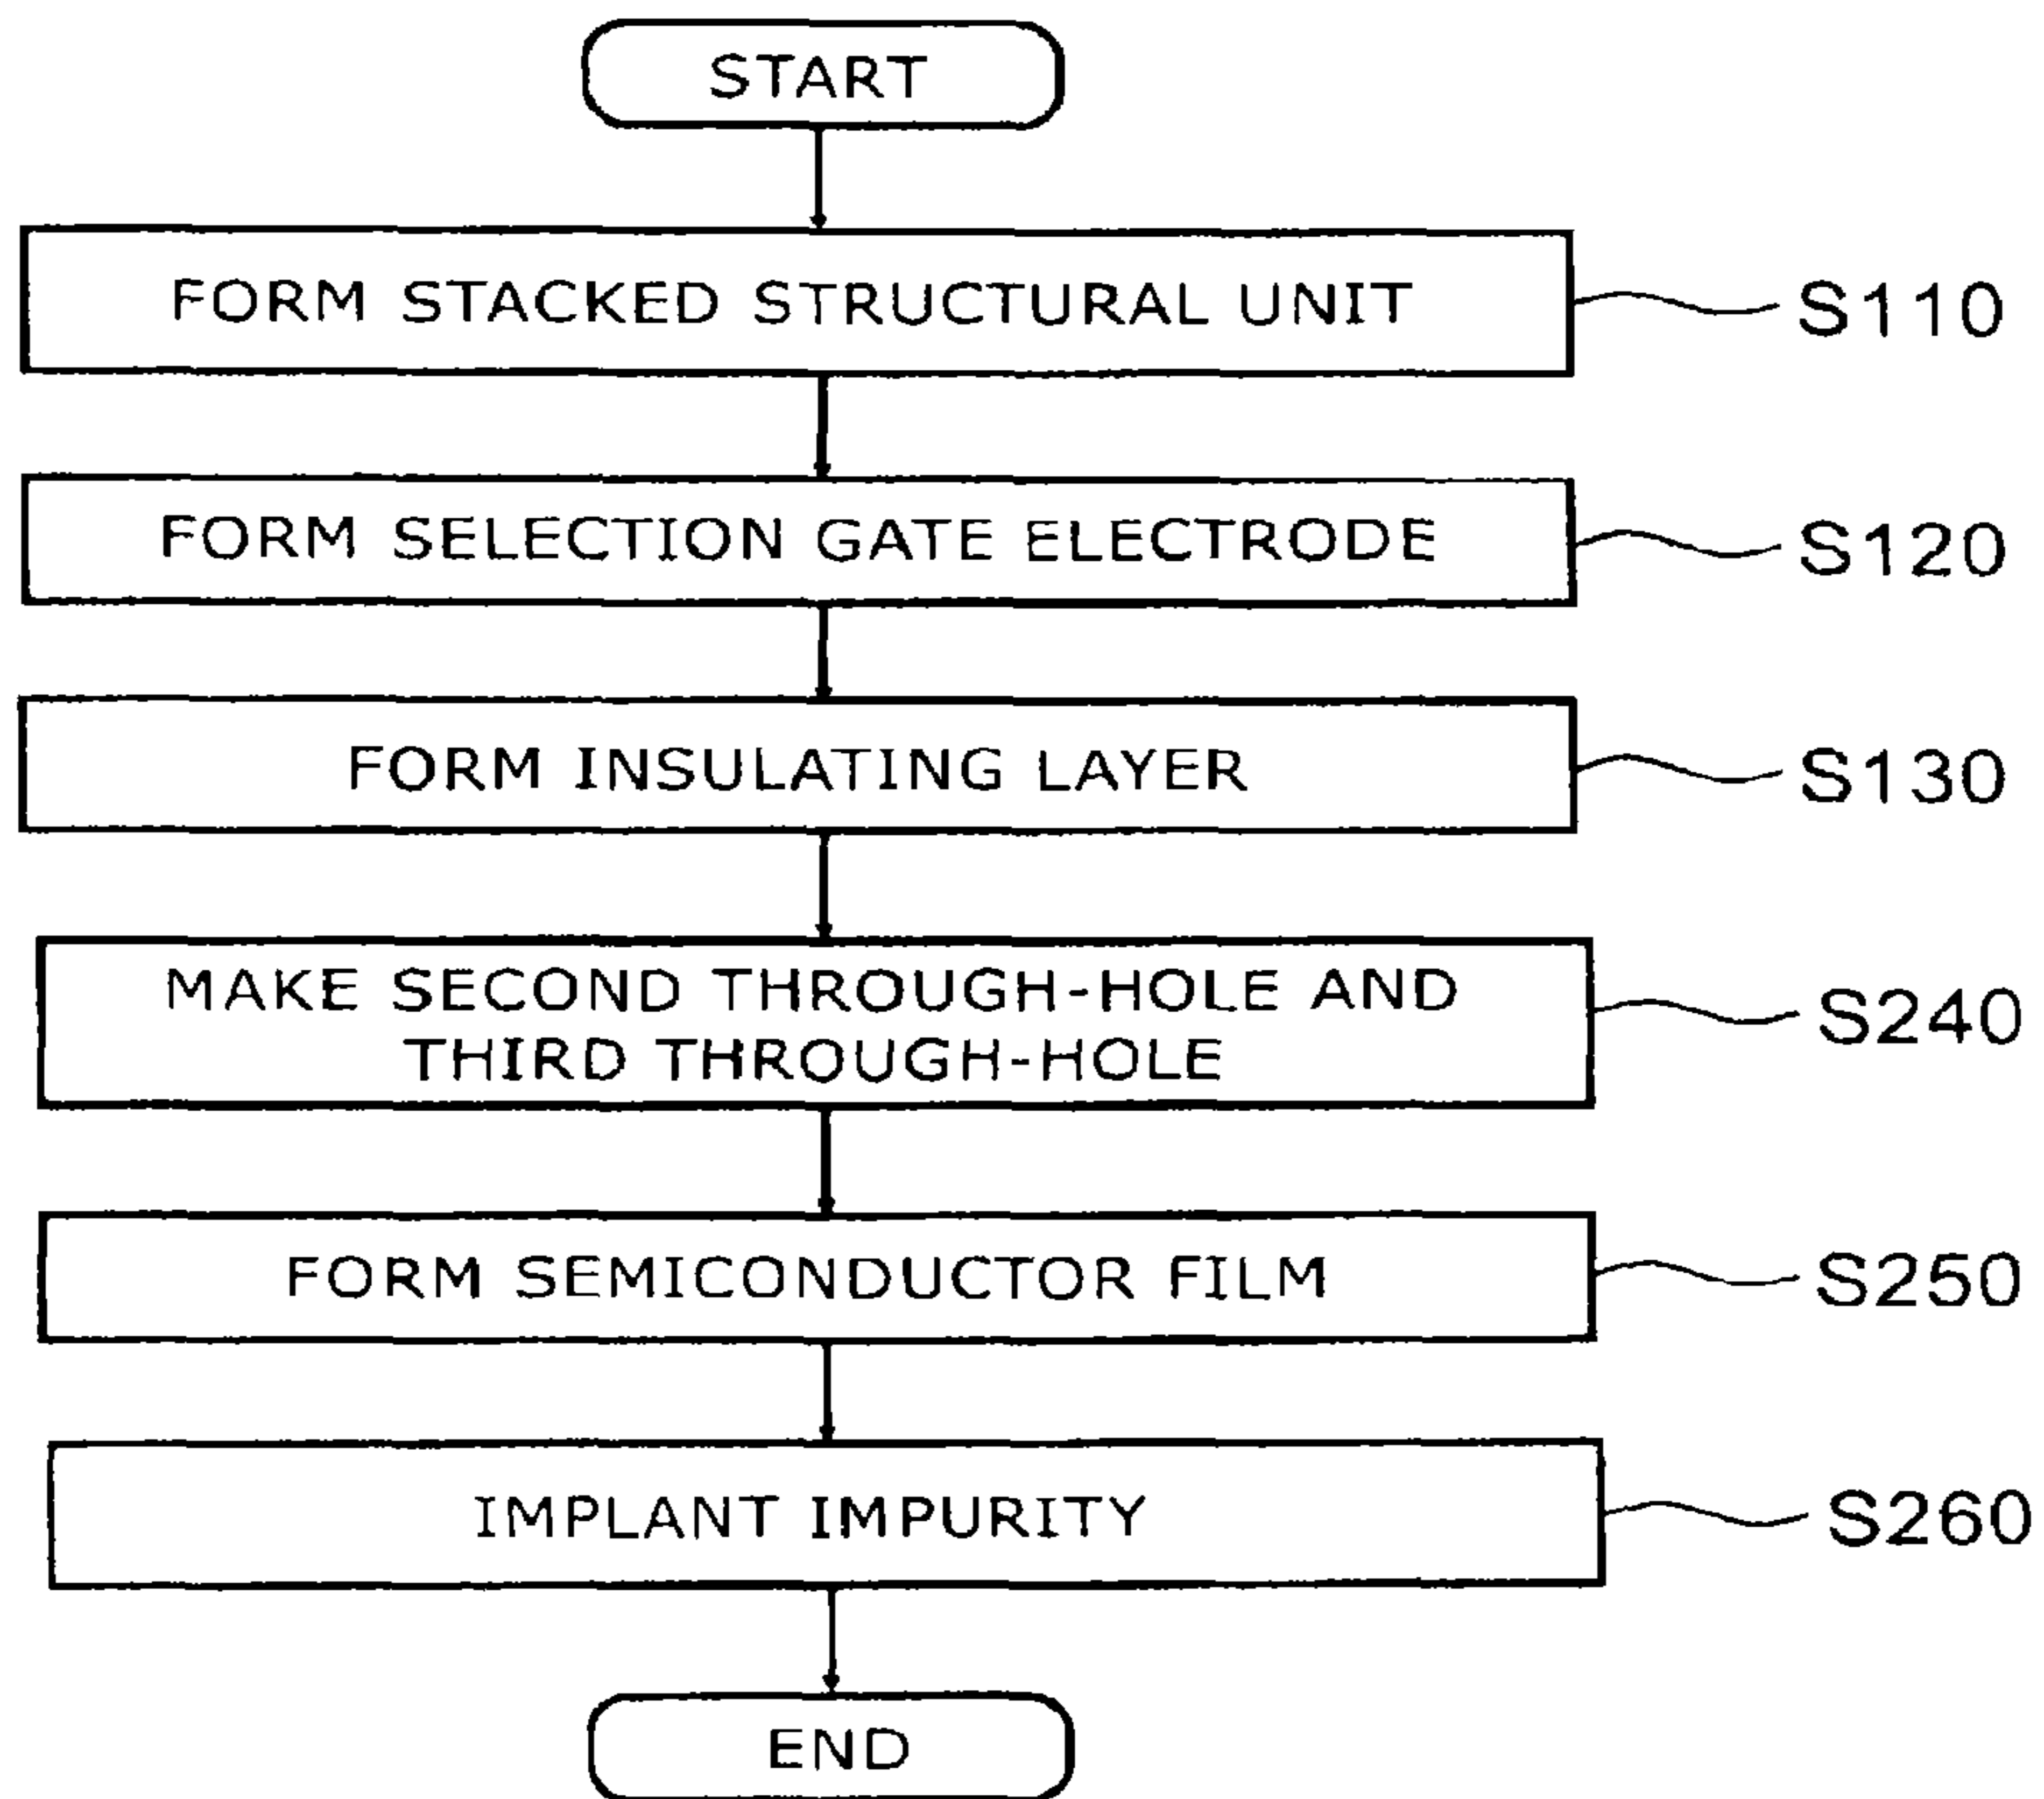 START
FORM STACKED STRUCTURAL UNIT
S110
FORM SELECTION GATE ELECTRODE
S120
FORM INSULATING LAYER
S130
MAKE SECOND THROUGH-HOLE AND
THIRD THROUGH-HOLE
S240
FORM SEMICONDUCTOR FILM
S250
IMPLANT IMPURITY
S260
END